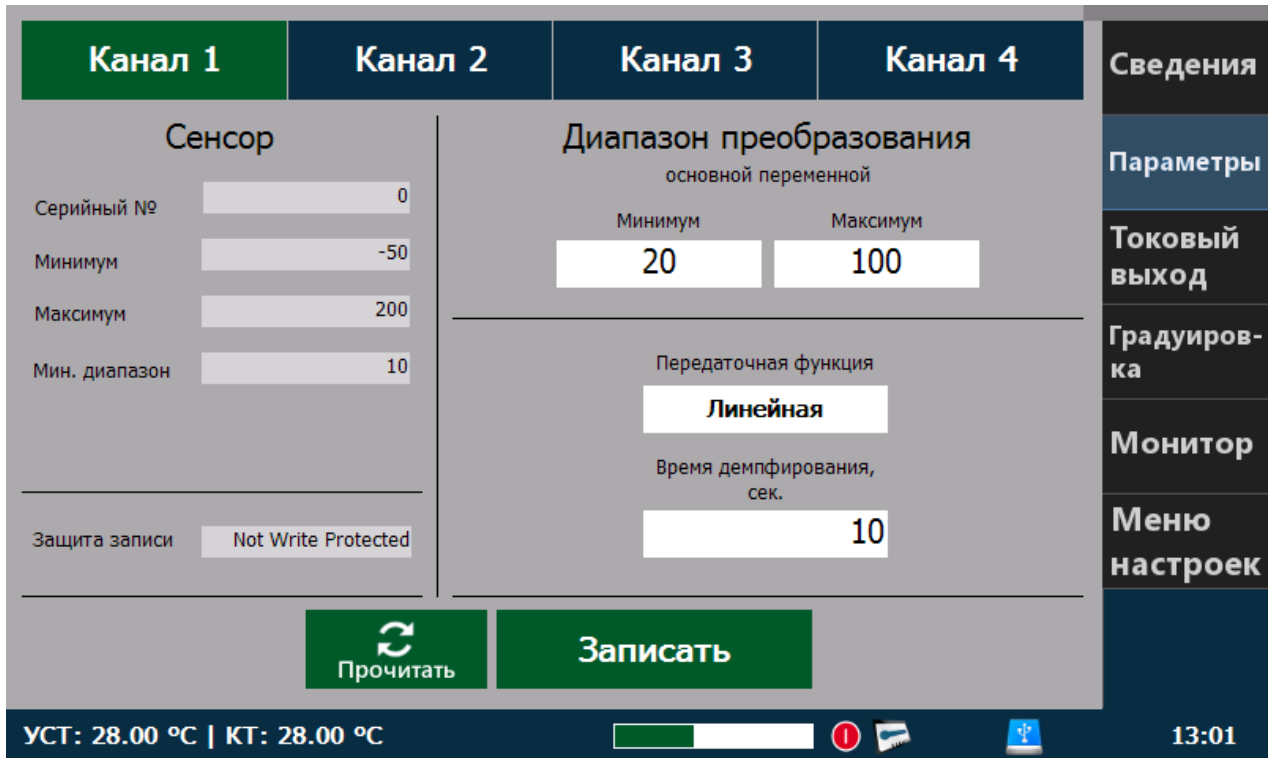 Канал 1
Канал 2
Канал 3
Канал 4
Сенсор
Серийный № 0
Минимум -50
Максимум 200
Мин. диапазон 10
Защита записи Not Write Protected
Диапазон преобразования
основной переменной
Минимум Максимум
20 100
Передаточная функция
Линейная
Время демпфирования,
сек.
10
Прочитать
Записать
Сведения
Параметры
Токовый
выход
Градуиров-
ка
Монитор
Меню
настроек
УСТ: 28.00 ºC | КТ: 28.00 ºC
13:01